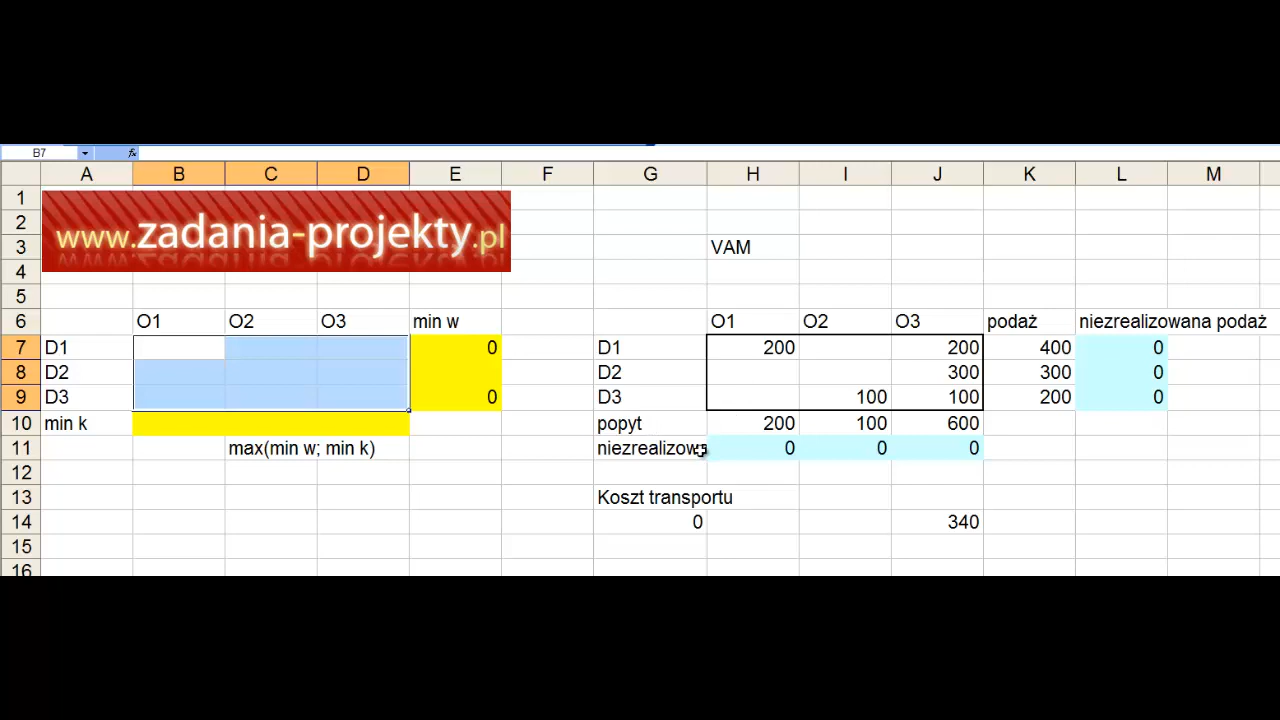 B7 fx
A B C D E F G H I J K L M
1
www.zadania-projekty.pl
2
3 VAM
4
5
6 O1 O2 O3 min w O1 O2 O3 podaż niezrealizowana podaż
7 D1 0 D1 200 200 400 0
8 D2 D2 300 300 0
9 D3 0 D3 100 100 200 0
10 min k popyt 200 100 600
11 max(min w; min k) niezrealizowa 0 0 0
12
13 Koszt transportu
14 0 340
15
16